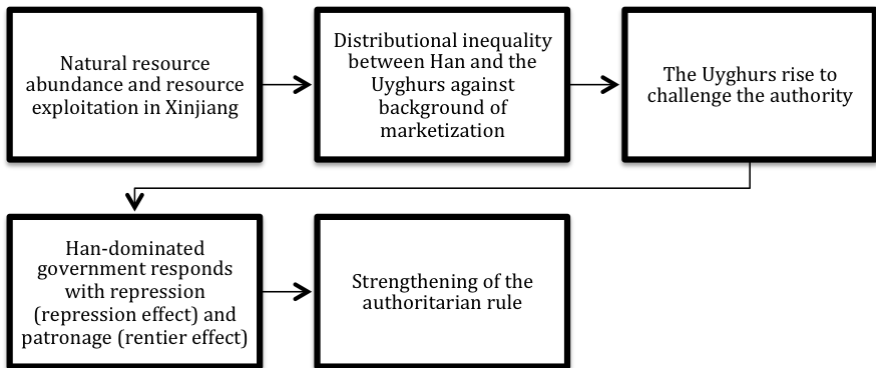 Natural resource
abundance and resource
exploitation in Xinjiang
Distributional inequality
between Han and the
Uyghurs against
background of
marketization
The Uyghurs rise to
challenge the authority
Han-dominated
government responds
with repression
(repression effect) and
patronage (rentier effect)
Strengthening of the
authoritarian rule